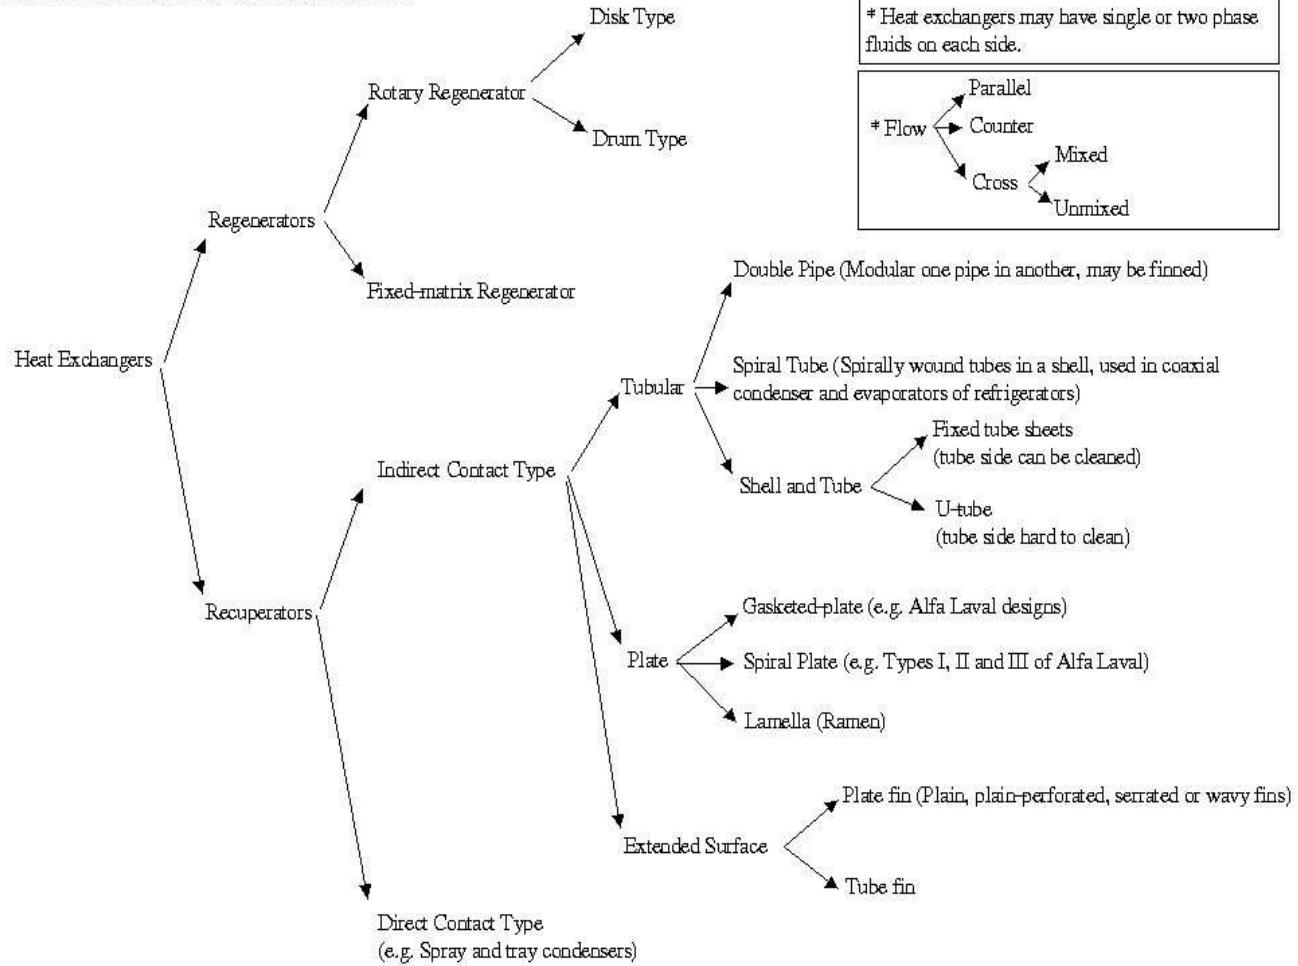 Disk Type
* Heat exchangers may have single or two phase
fluids on each side.
Rotary Regenerator
Drum Type
* Flow
Parallel
Counter
Cross
Mixed
Unmixed
Regenerators
Fixed-matrix Regenerator
Heat Exchangers
Double Pipe (Modular one pipe in another, may be finned)
Tubular
Spiral Tube (Spirally wound tubes in a shell, used in coaxial
condenser and evaporators of refrigerators)
Indirect Contact Type
Shell and Tube
Fixed tube sheets
(tube side can be cleaned)
U-tube
(tube side hard to clean)
Recuperators
Gasketed-plate (e.g. Alfa Laval designs)
Plate
Spiral Plate (e.g. Types I, II and III of Alfa Laval)
Lamella (Ramen)
Plate fin (Plain, plain-perforated, serrated or wavy fins)
Extended Surface
Tube fin
Direct Contact Type
(e.g. Spray and tray condensers)